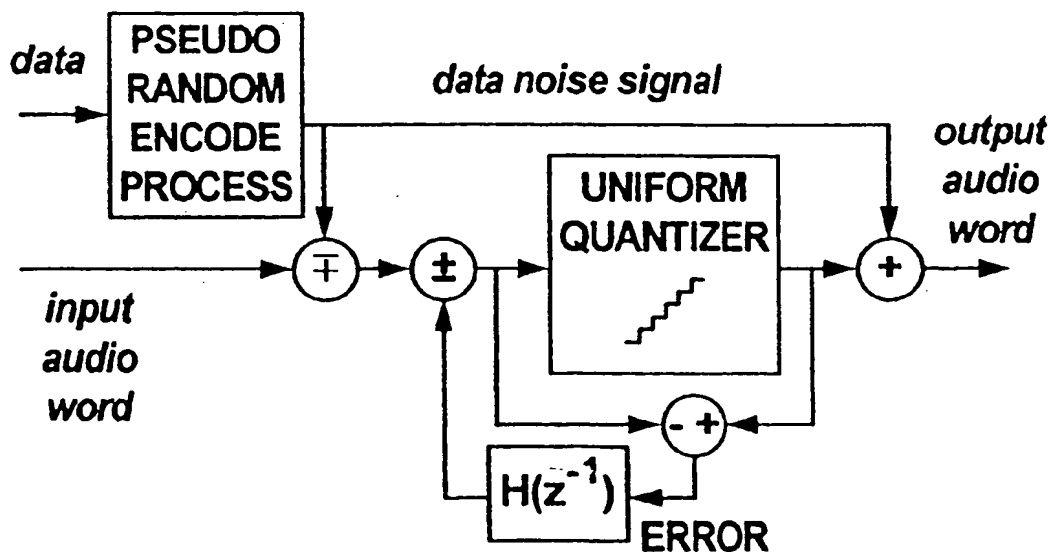 data
PSEUDO
RANDOM
ENCODE
PROCESS
data noise signal
output
audio
word
UNIFORM
QUANTIZER
∓
±
+
input
audio
word
- +
H(z⁻¹)
ERROR